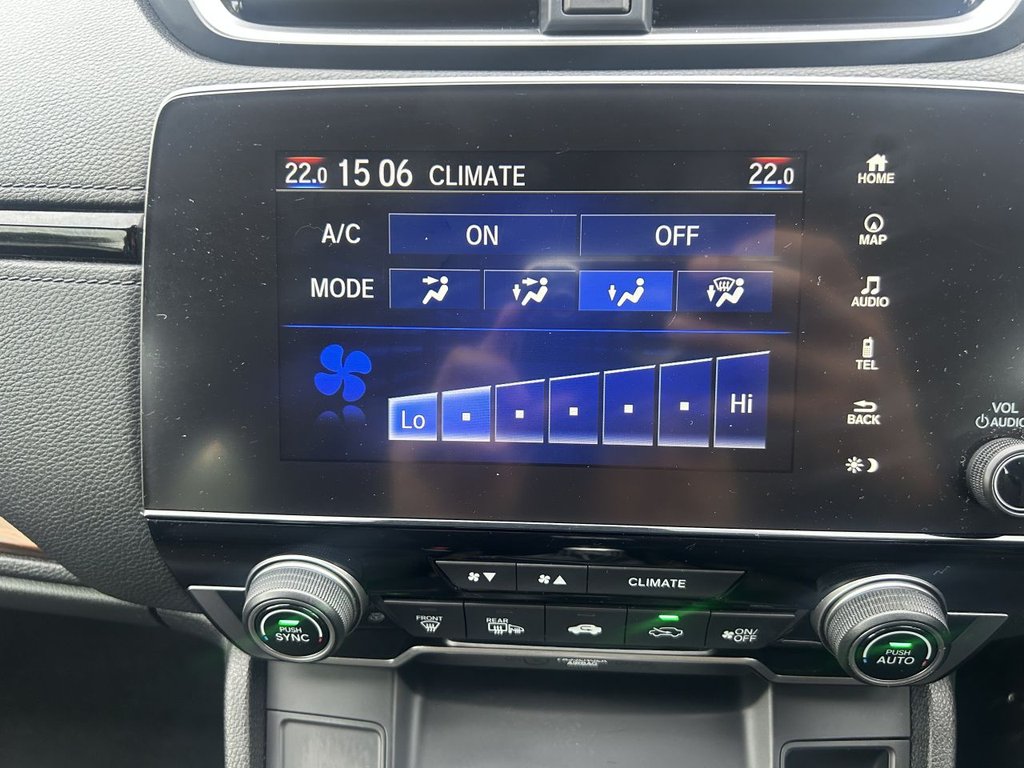 22.0 15 06 CLIMATE 22.0
A/C ON OFF
MODE
Lo Hi
HOME
MAP
AUDIO
TEL
BACK
VOL
AUDIO
CLIMATE
FRONT
REAR
ON/
OFF
PUSH
SYNC
PUSH
AUTO
AIRBAG